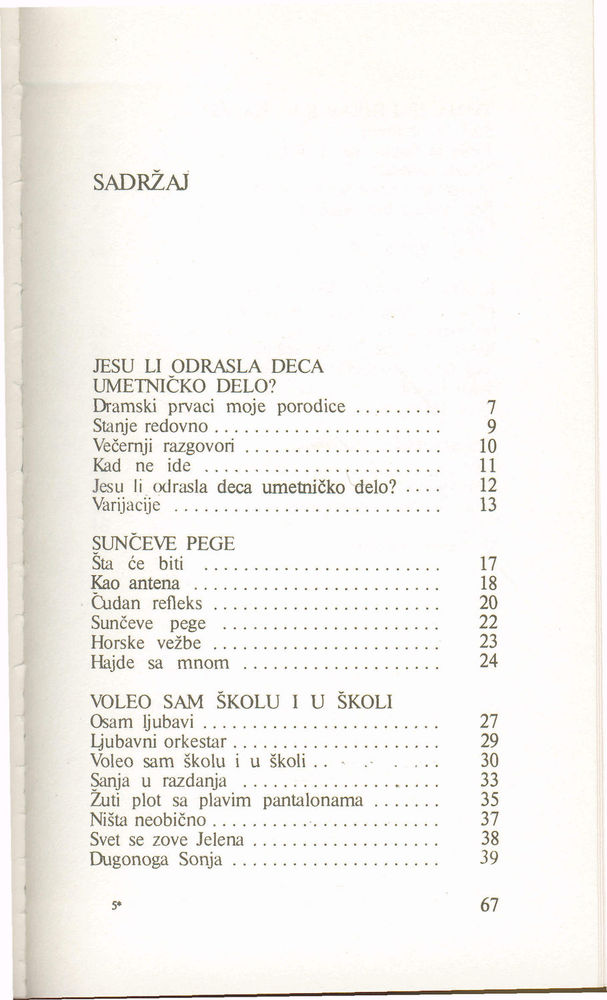 SADRŽAJ
JESU LI ODRASLA DECA
UMETNIČKO DELO?
Dramski prvaci moje porodice ......... 7
Stanje redovno ....................... 9
Večernji razgovori .................... 10
Kad ne ide ........................ 11
Jesu li odrasla deca umetničko delo? .... 12
Varijacije ........................... 13
SUNČEVE PEGE
Šta će biti ........................ 17
Kao antena ......................... 18
Čudan refleks ....................... 20
Sunčeve pege ...................... 22
Horske vežbe ....................... 23
Hajde sa mnom .................... 24
VOLEO SAM ŠKOLU I U ŠKOLI
Osam ljubavi ........................ 27
Ljubavni orkestar ..................... 29
Voleo sam školu i u školi .. . .. . ... 30
Sanja u razdanja .................... 33
Žuti plot sa plavim pantalonama ....... 35
Ništa neobično ....................... 37
Svet se zove Jelena ................... 38
Dugonoga Sonja ..................... 39
5* 67